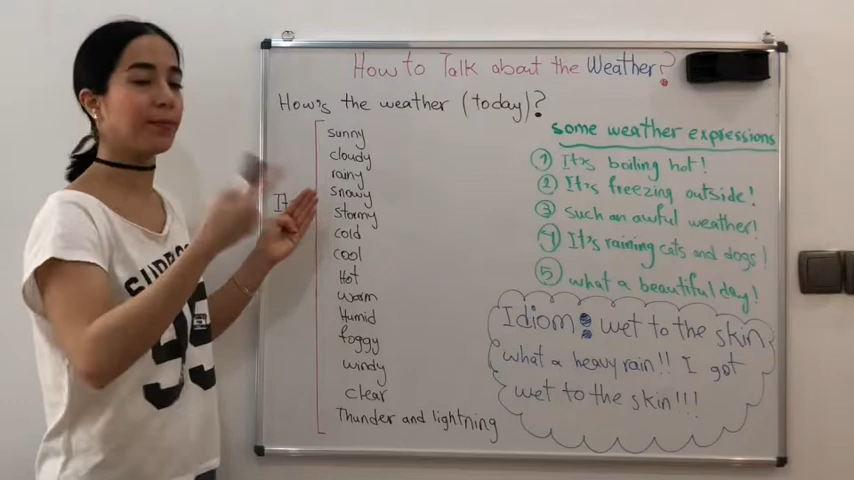 How to Talk about the Weather?
How's the weather (today)?
It
sunny
cloudy
rainy
snowy
stormy
cold
cool
Hot
warm
Humid
foggy
windy
clear
Thunder and lightning
some weather expressions
1 It's boiling hot!
2 It's freezing outside!
3 such an awful weather!
4 It's raining cats and dogs!
5 what a beautiful day!
Idiom: wet to the skin
what a heavy rain!! I got
wet to the skin!!!